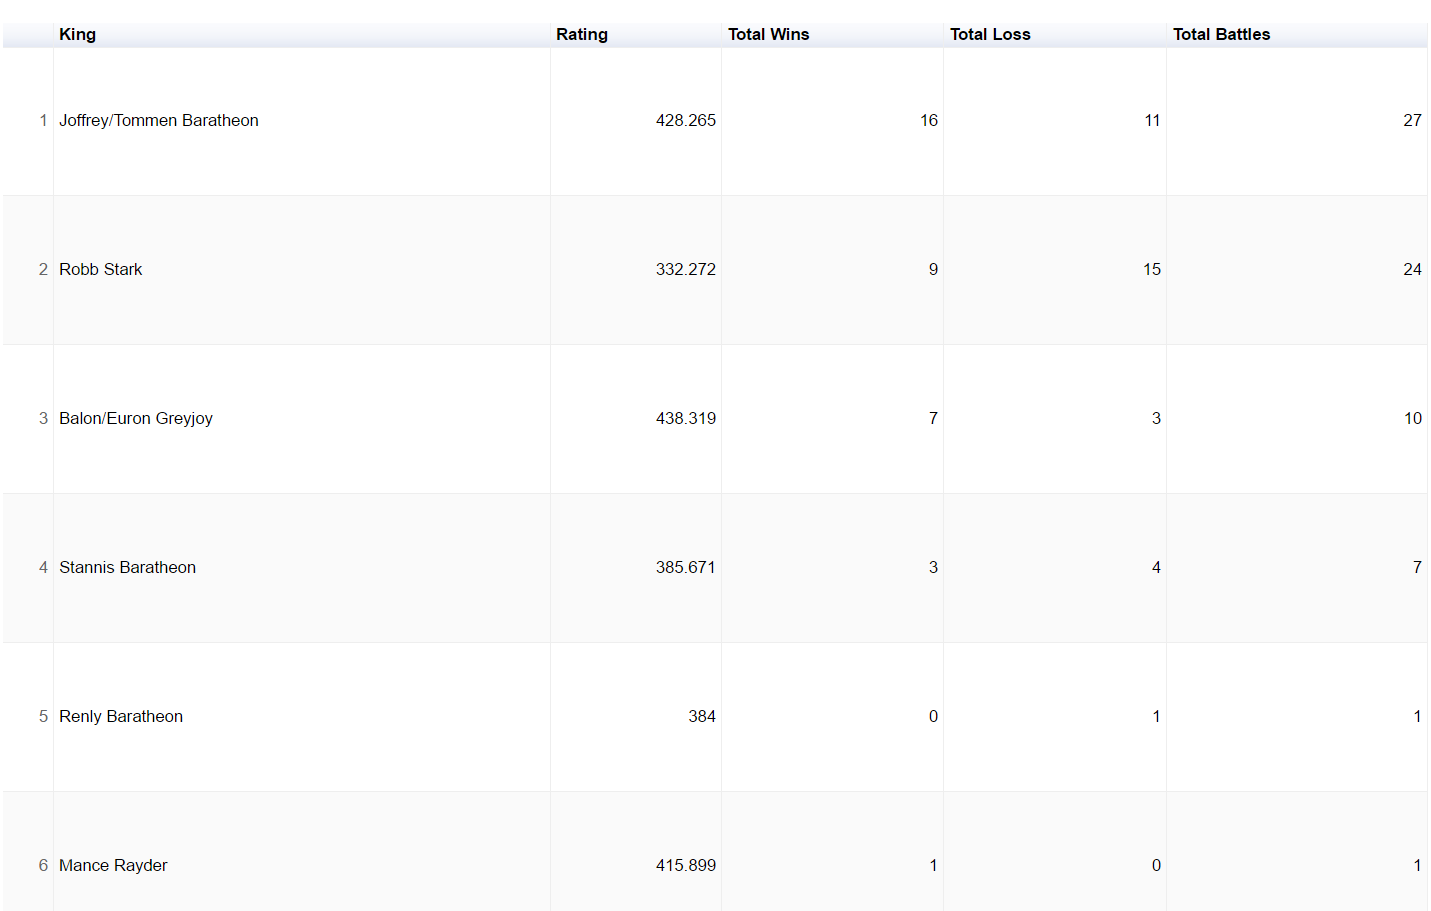 King Rating Total Wins Total Loss Total Battles
1 Joffrey/Tommen Baratheon 428.265 16 11 27
2 Robb Stark 332.272 9 15 24
3 Balon/Euron Greyjoy 438.319 7 3 10
4 Stannis Baratheon 385.671 3 4 7
5 Renly Baratheon 384 0 1 1
6 Mance Rayder 415.899 1 0 1